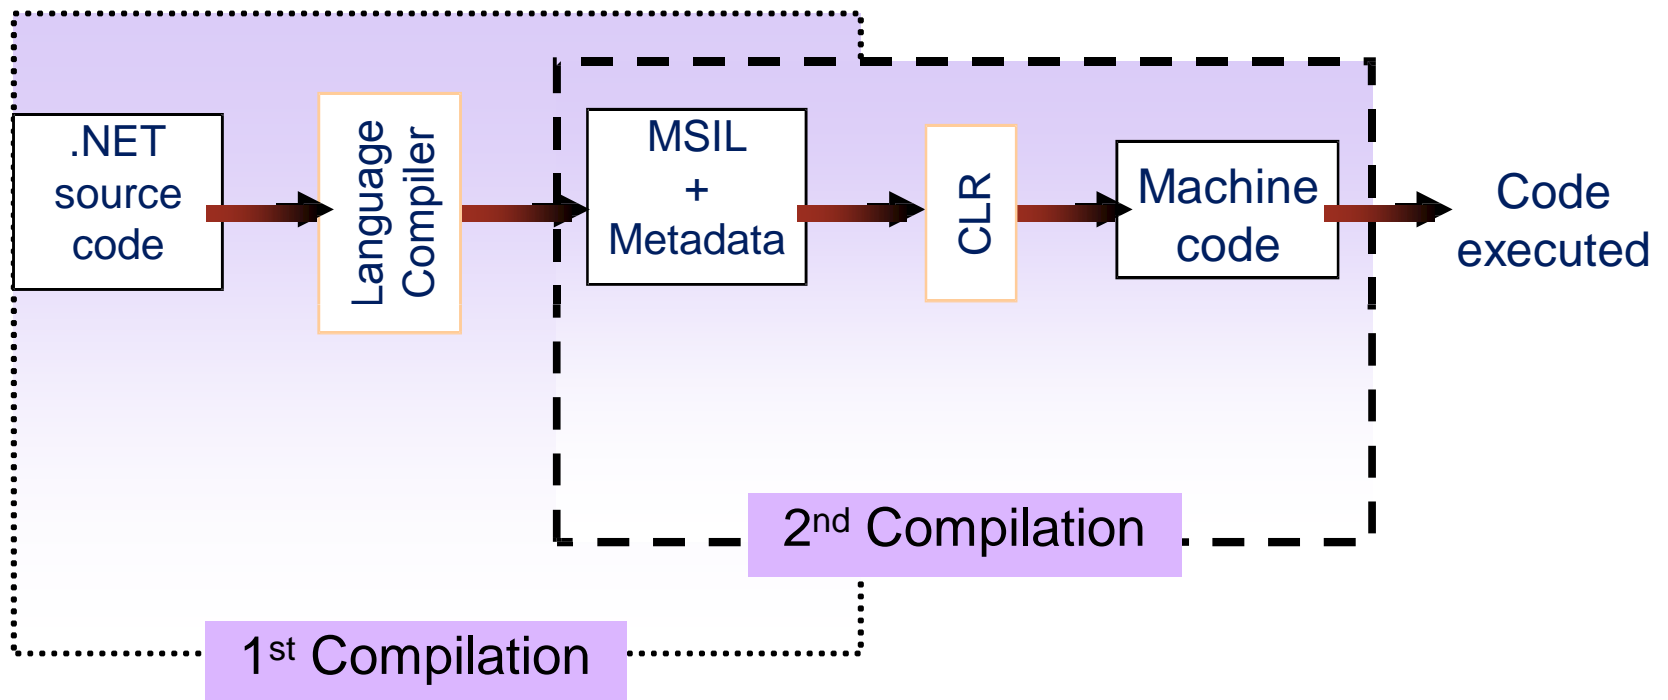 .NET
source
code
Language
Compiler
MSIL
+
Metadata
CLR
Machine
code
Code
executed
2nd Compilation
1st Compilation